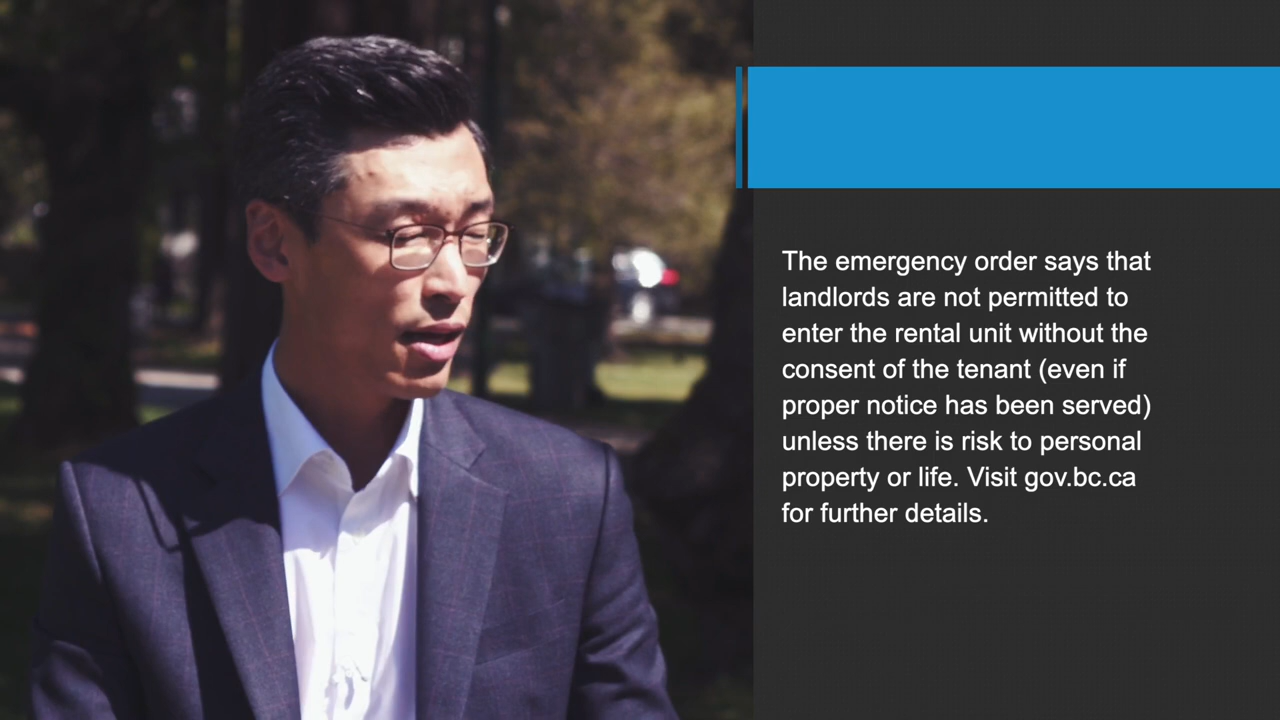 The emergency order says that
landlords are not permitted to
enter the rental unit without the
consent of the tenant (even if
proper notice has been served)
unless there is risk to personal
property or life. Visit gov.bc.ca
for further details.